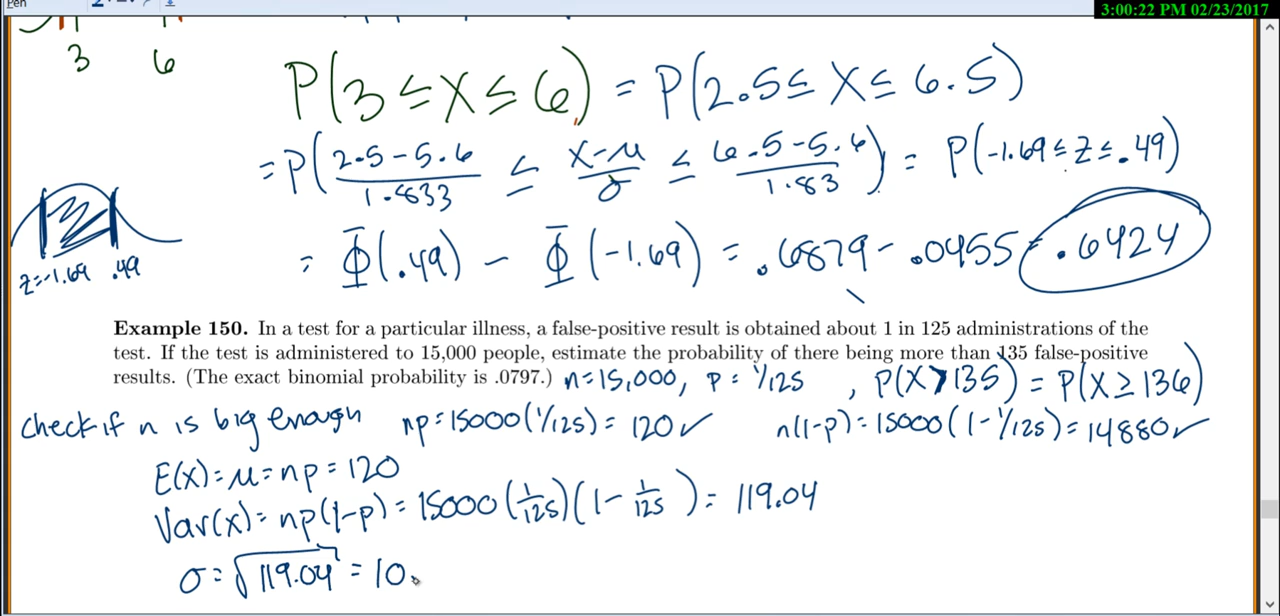 Pen
3:00:22 PM 02/23/2017
3 6
P(3 ≤ X ≤ 6) = P(2.5 ≤ X ≤ 6.5)
= P( (2.5-5.6)/1.833 ≤ (X-μ)/σ ≤ (6.5-5.6)/1.83 ) = P(-1.69 ≤ Z ≤ .49)
Z=-1.69 .49
= Φ(.49) - Φ(-1.69) = .6879 - .0455 = .6424
Example 150. In a test for a particular illness, a false-positive result is obtained about 1 in 125 administrations of the
test. If the test is administered to 15,000 people, estimate the probability of there being more than 135 false-positive
results. (The exact binomial probability is .0797.) n=15,000, p = 1/125 , P(X>135) = P(X ≥ 136)
check if n is big enough np = 15000(1/125) = 120 ✓ n(1-p) = 15000(1-1/125) = 14880 ✓
E(X) = μ = np = 120
Var(X) = np(1-p) = 15000(1/125)(1-1/125) = 119.04
σ = √119.04 = 10.